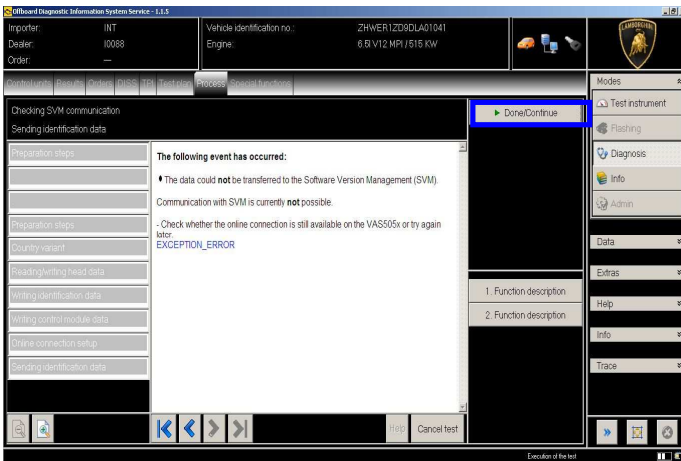 Offboard Diagnostic Information System Service - 1.1.5
Importer: INT
Dealer: I0088
Order: —
Vehicle identification no.: ZHWER1ZD9DLA01041
Engine: 6.5l V12 MPI / 515 KW
LAMBORGHINI
Control units Results Orders DISS TPI Test plan Process Special functions
Checking SVM communication
Sending identification data
Preparation steps
Preparation steps
Country variant
Reading/writing head data
Writing identification data
Writing control module data
Online connection setup
Sending identification data
The following event has occurred:
• The data could not be transferred to the Software Version Management (SVM).
Communication with SVM is currently not possible.
- Check whether the online connection is still available on the VAS505x or try again
later.
EXCEPTION_ERROR
Done/Continue
1. Function description
2. Function description
Help
Cancel test
Modes
Test instrument
Flashing
Diagnosis
Info
Admin
Data
Extras
Help
Info
Trace
Execution of the test